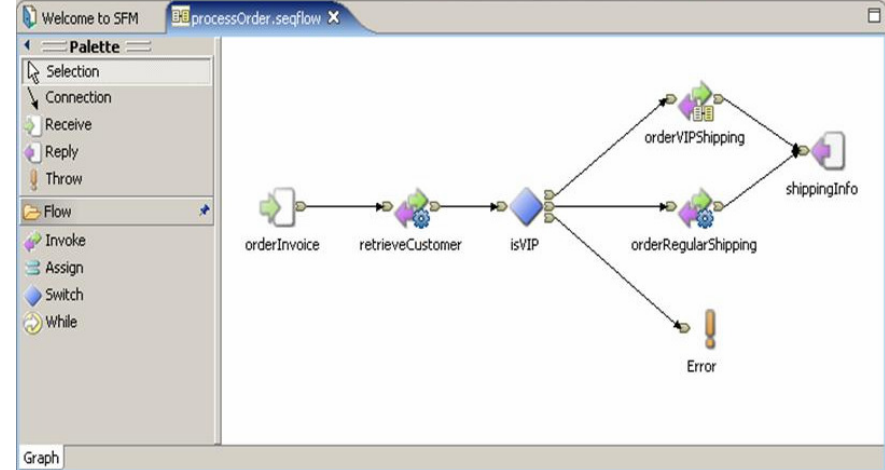 Welcome to SFM
processOrder.seqflow
Palette
Selection
Connection
Receive
Reply
Throw
Flow
Invoke
Assign
Switch
While
orderInvoice
retrieveCustomer
isVIP
orderVIPShipping
orderRegularShipping
shippingInfo
Error
Graph